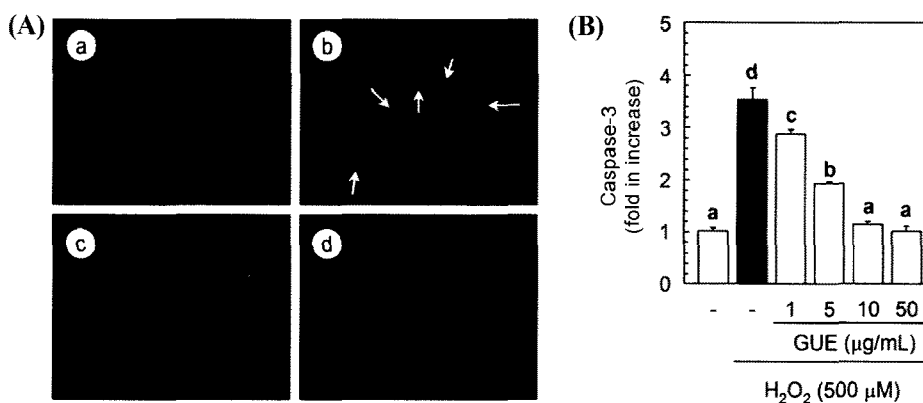 (A)
a
b
c
d
(B)
Caspase-3
(fold in increase)
5
4
3
2
1
0
a
d
c
b
a
a
- - 1 5 10 50
GUE (μg/mL)
H₂O₂ (500 μM)